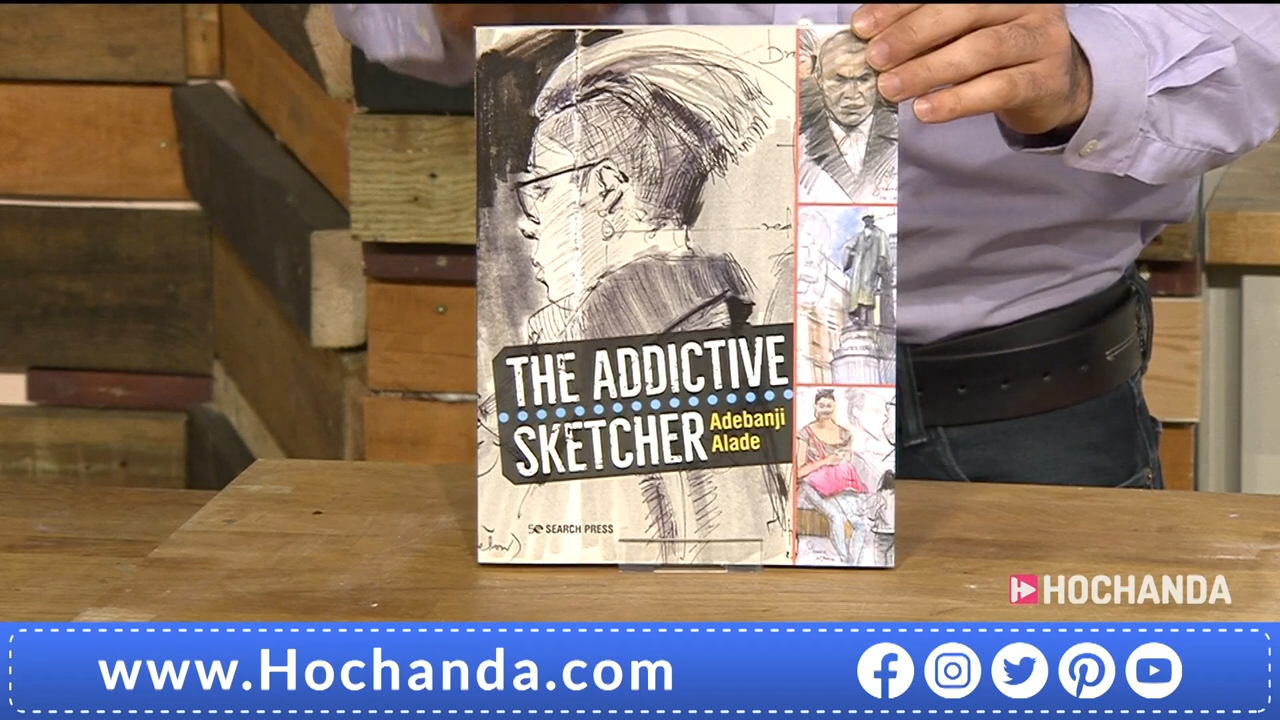 THE ADDICTIVE
SKETCHER
Adebanji
Alade
SEARCH PRESS
HOCHANDA
www.Hochanda.com